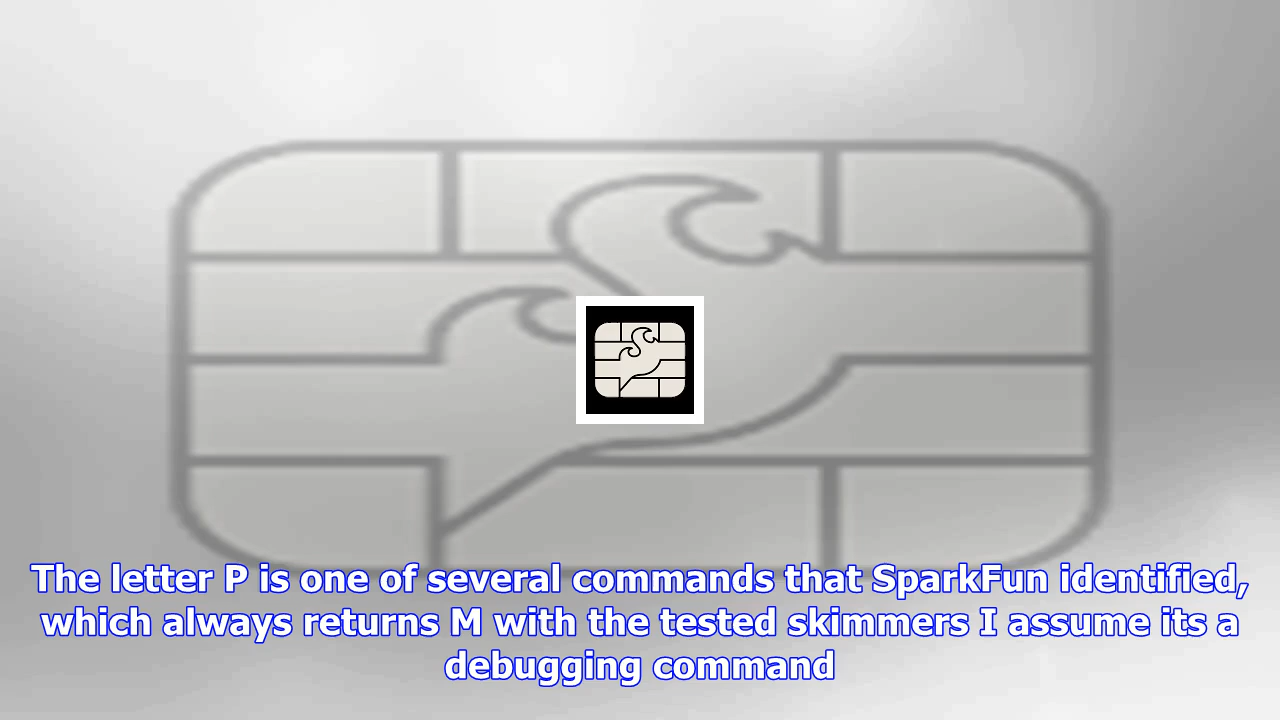 The letter P is one of several commands that SparkFun identified,
which always returns M with the tested skimmers I assume its a
debugging command